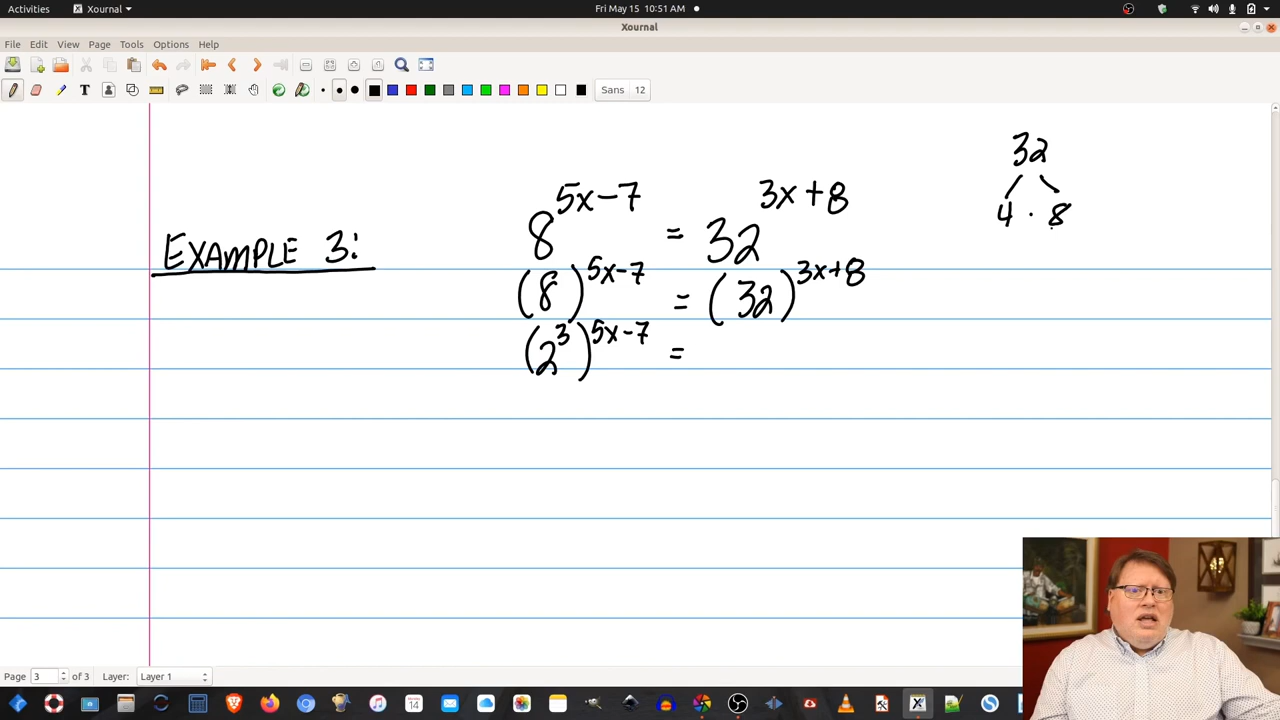 Activities Xournal Fri May 15 10:51 AM
Xournal
File Edit View Page Tools Options Help
Sans 12
32
4 · 8
EXAMPLE 3:
8^(5x-7) = 32^(3x+8)
(8)^(5x-7) = (32)^(3x+8)
(2^3)^(5x-7) =
Page 3 of 3 Layer: Layer 1